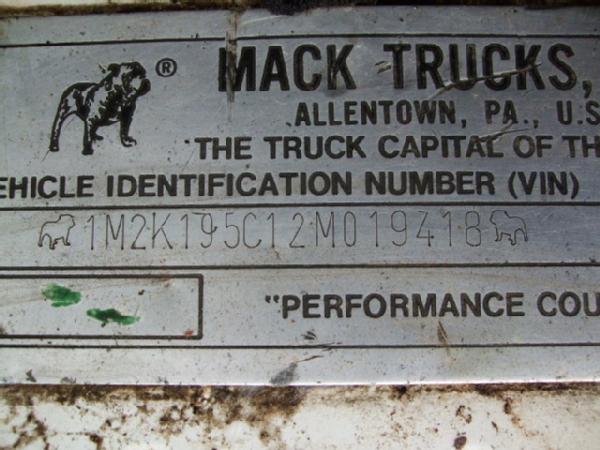 ® MACK TRUCKS,
ALLENTOWN, PA., U.S
THE TRUCK CAPITAL OF TH
EHICLE IDENTIFICATION NUMBER (VIN)
1M2K195C12M019418
"PERFORMANCE COU